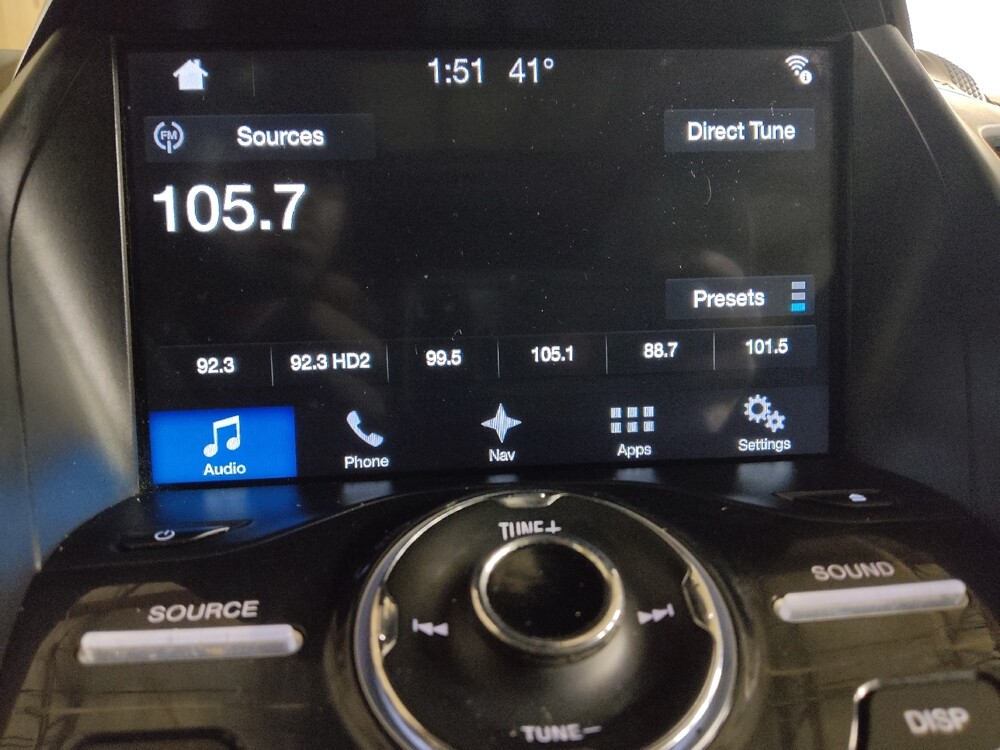 1:51 41°
FM Sources Direct Tune
105.7
Presets
92.3 92.3 HD2 99.5 105.1 88.7 101.5
Audio Phone Nav Apps Settings
TUNE+
SOURCE SOUND
TUNE−
DISP